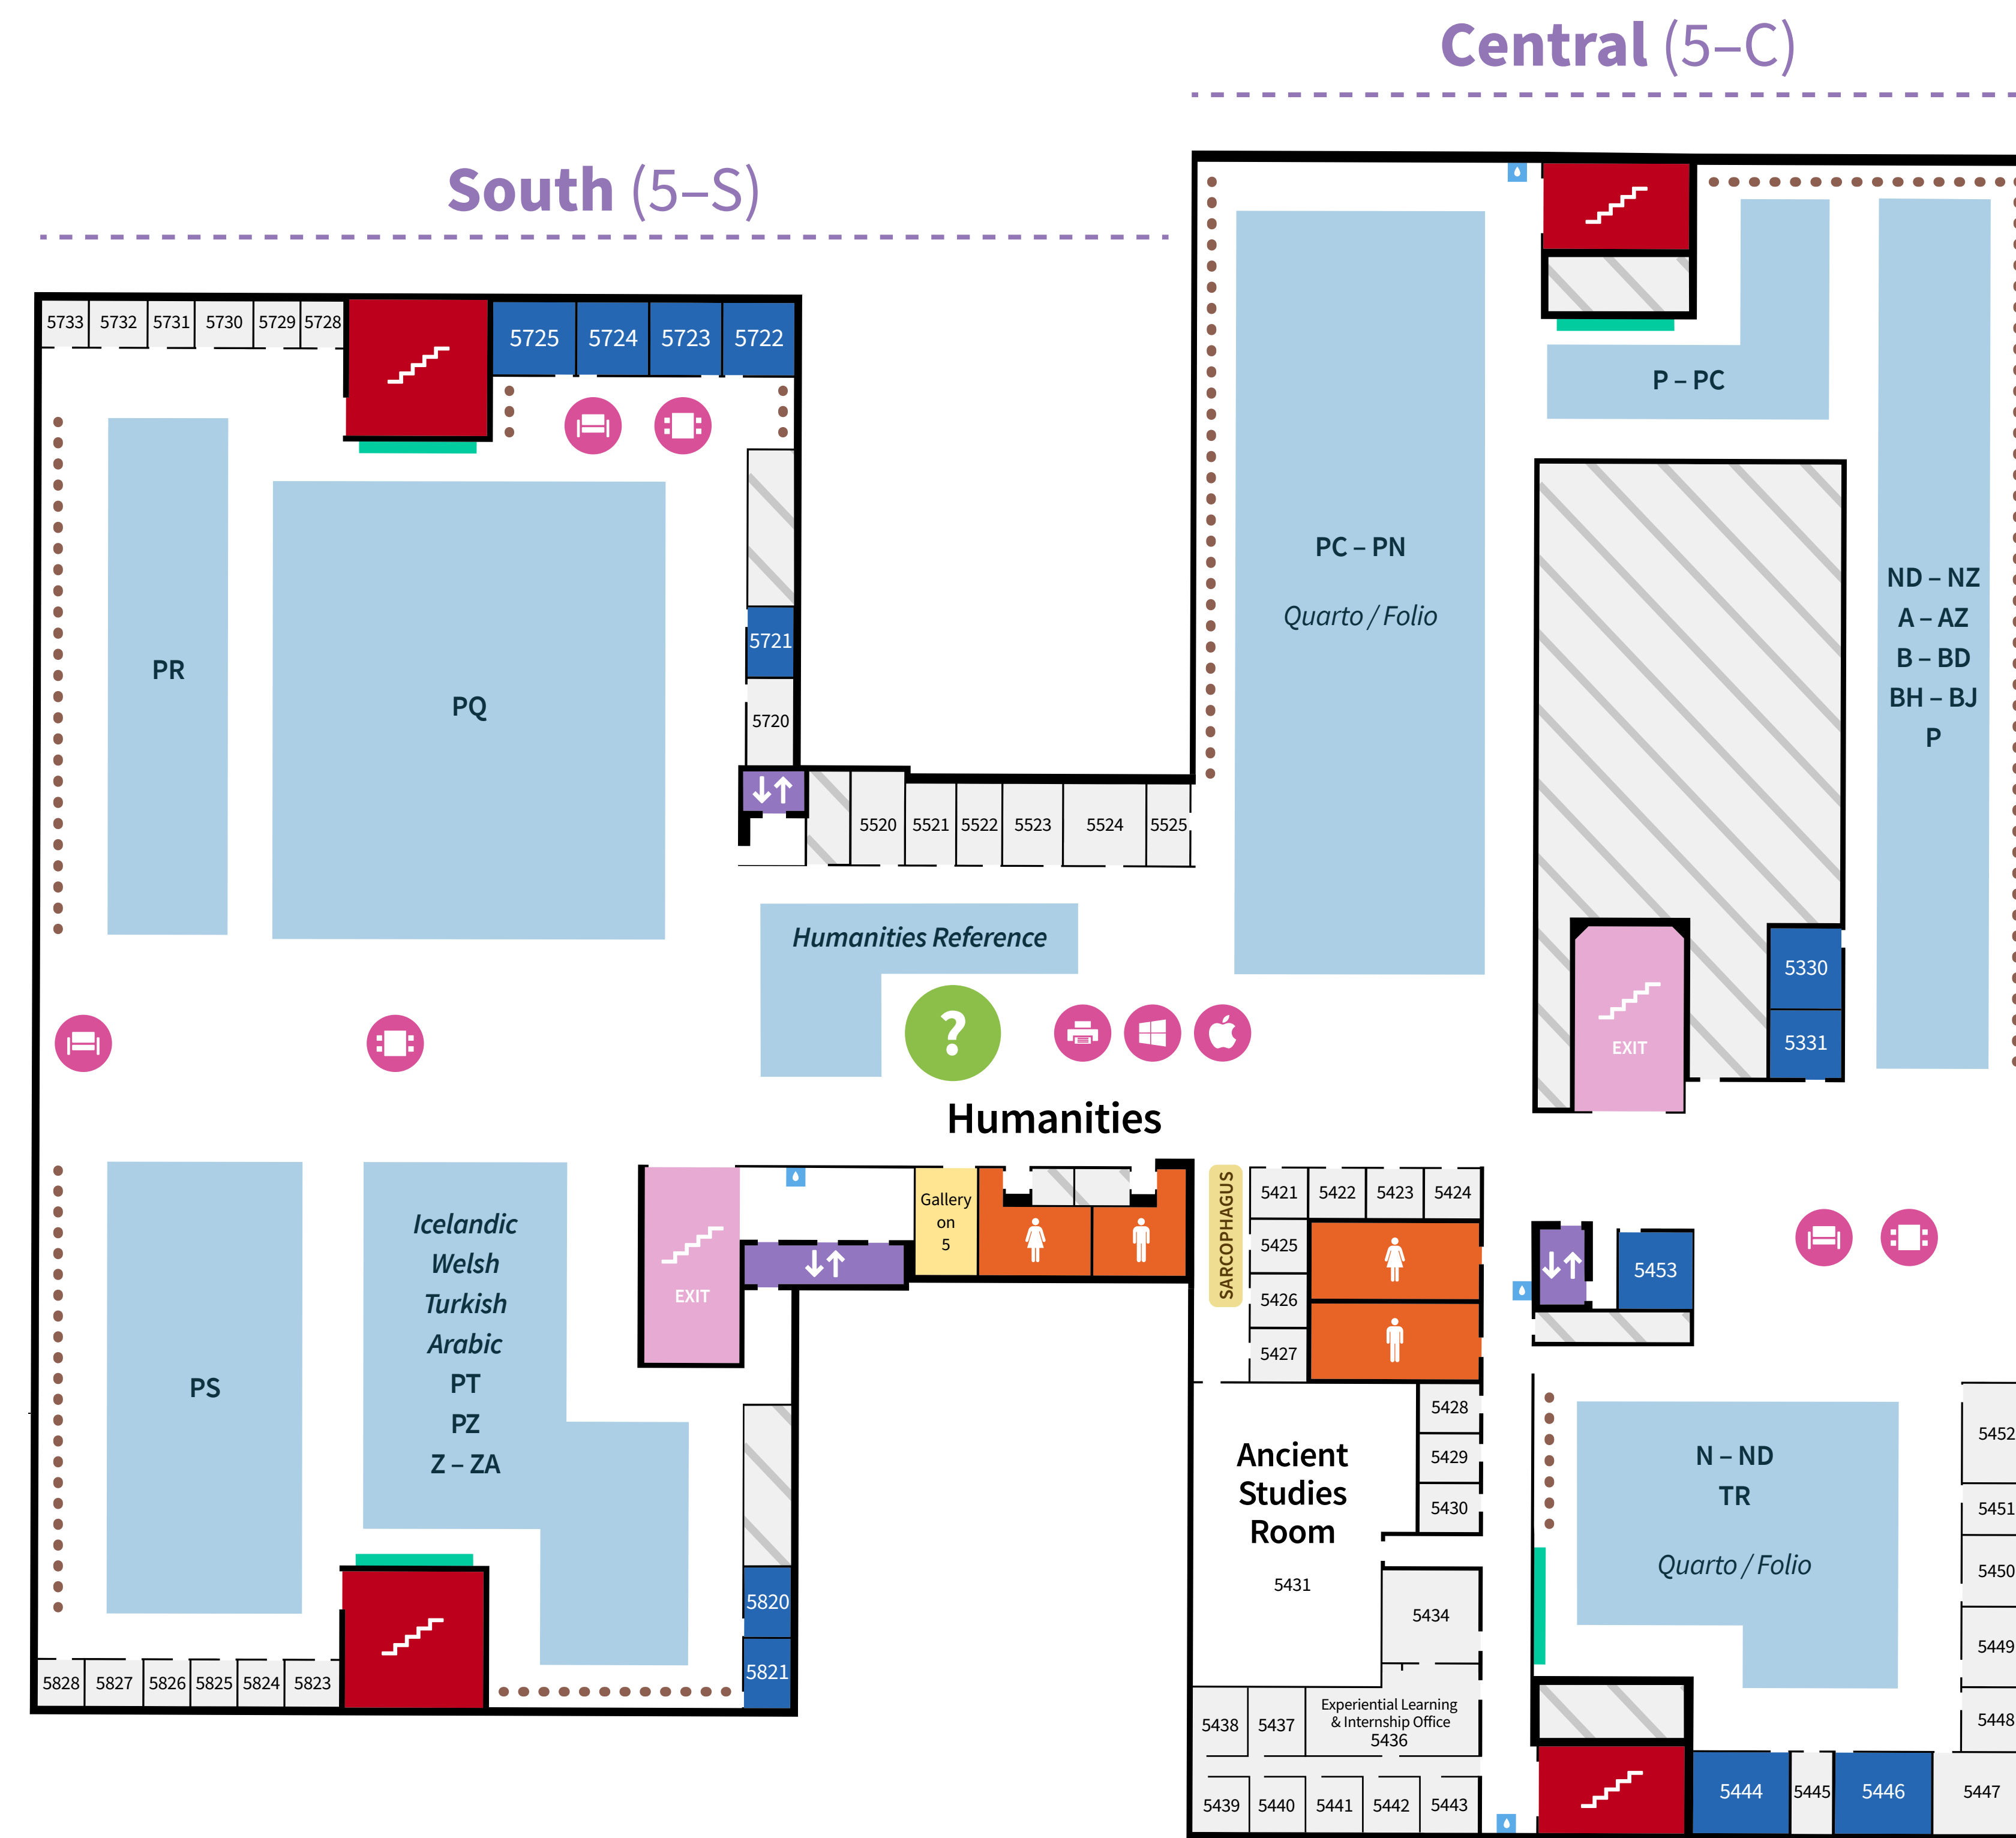 Central (5–C)
South (5–S)
5733 5732 5731 5730 5729 5728
5725 5724 5723 5722
P – PC
PC – PN
Quarto / Folio
ND – NZ
A – AZ
B – BD
BH – BJ
P
PR
PQ
5721
5720
5520 5521 5522 5523 5524 5525
Humanities Reference
?
5330
5331
EXIT
Humanities
PS
Icelandic
Welsh
Turkish
Arabic
PT
PZ
Z – ZA
EXIT
Gallery
on
5
SARCOPHAGUS
5421 5422 5423 5424
5425
5426
5427
5453
5428
5429
5430
Ancient
Studies
Room
5431
5434
N – ND
TR
Quarto / Folio
5452
5451
5450
5449
5448
5820
5821
5828 5827 5826 5825 5824 5823
5438 5437
Experiential Learning
& Internship Office
5436
5439 5440 5441 5442 5443
5444 5445 5446 5447